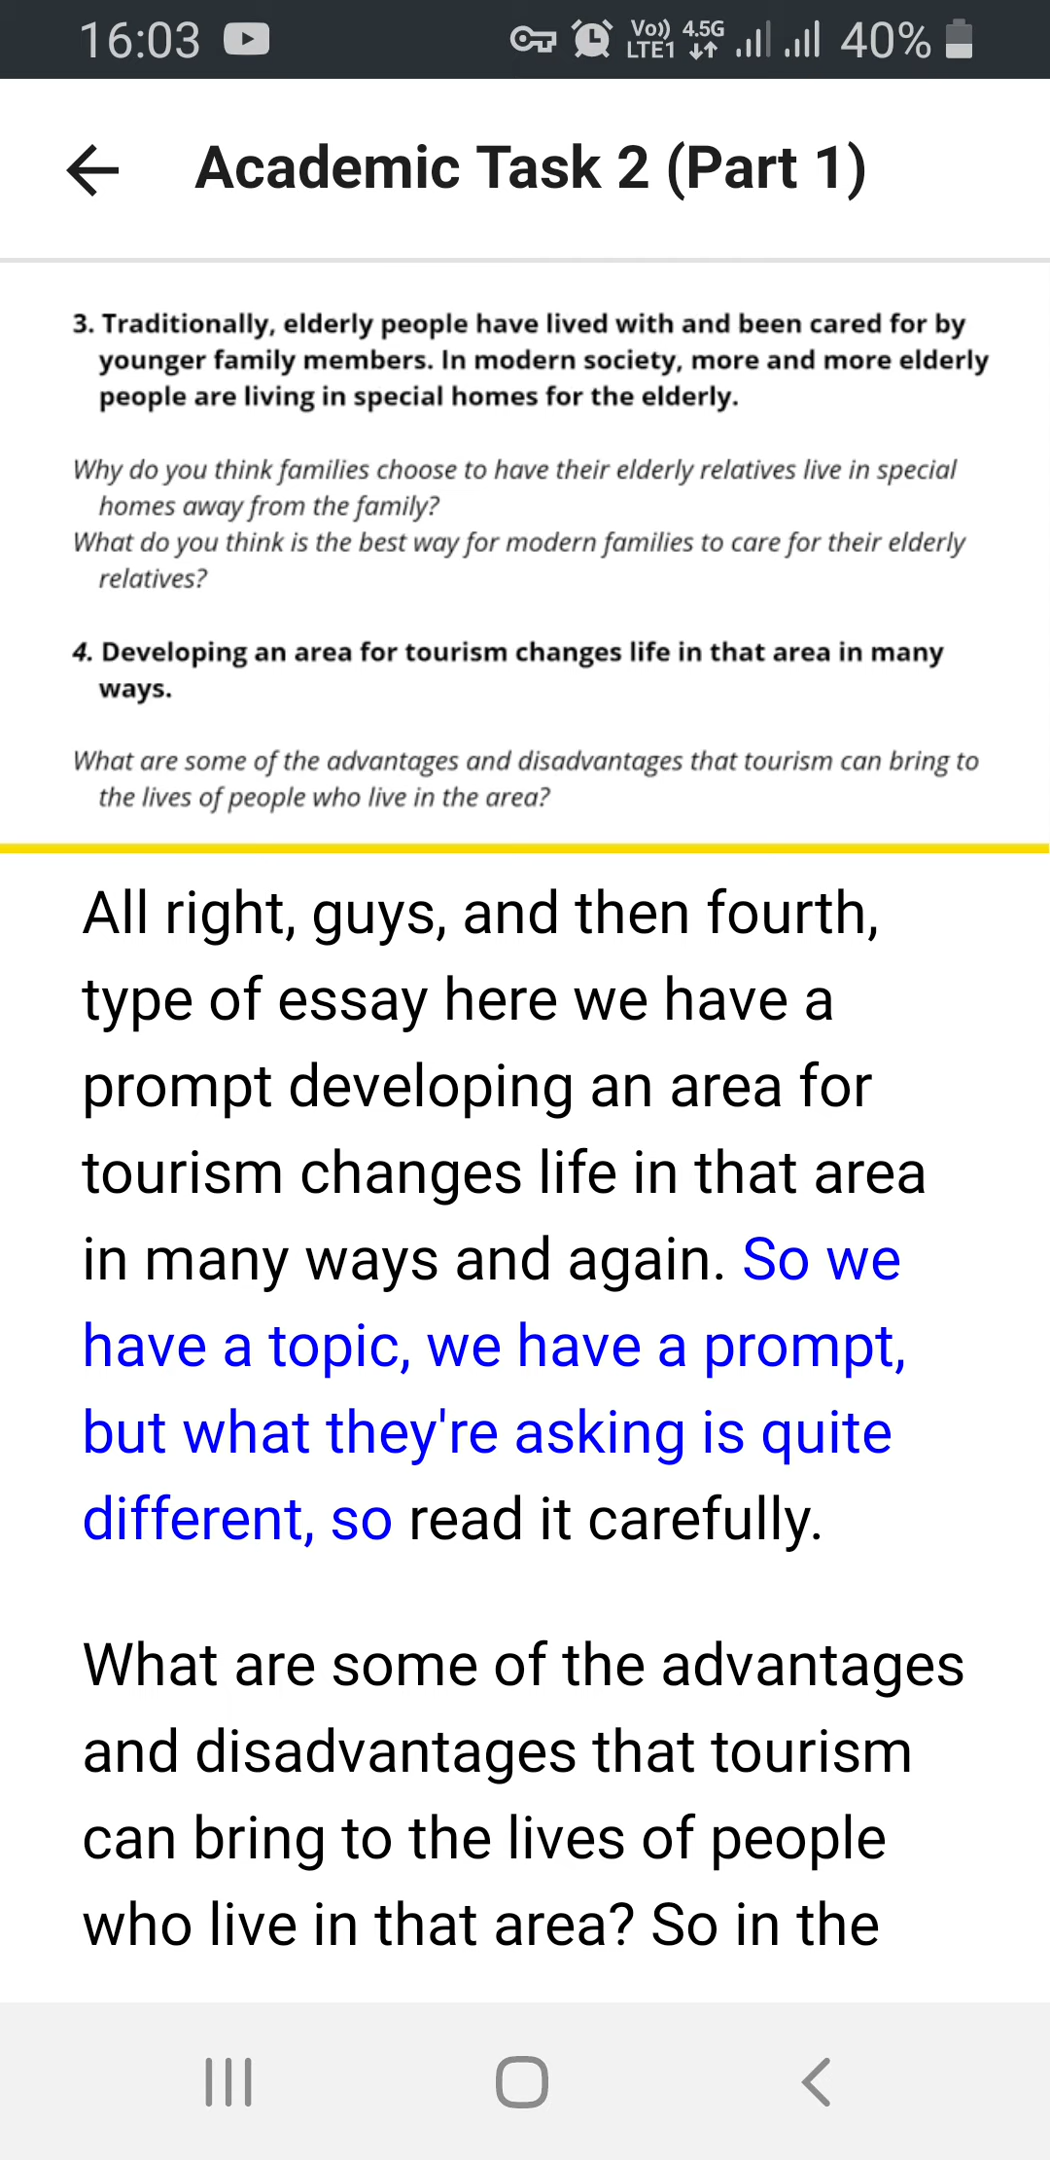 16:03 Vo)) 4.5G LTE1 40%
Academic Task 2 (Part 1)
3. Traditionally, elderly people have lived with and been cared for by
younger family members. In modern society, more and more elderly
people are living in special homes for the elderly.
Why do you think families choose to have their elderly relatives live in special
homes away from the family?
What do you think is the best way for modern families to care for their elderly
relatives?
4. Developing an area for tourism changes life in that area in many
ways.
What are some of the advantages and disadvantages that tourism can bring to
the lives of people who live in the area?
All right, guys, and then fourth,
type of essay here we have a
prompt developing an area for
tourism changes life in that area
in many ways and again. So we
have a topic, we have a prompt,
but what they're asking is quite
different, so read it carefully.
What are some of the advantages
and disadvantages that tourism
can bring to the lives of people
who live in that area? So in the